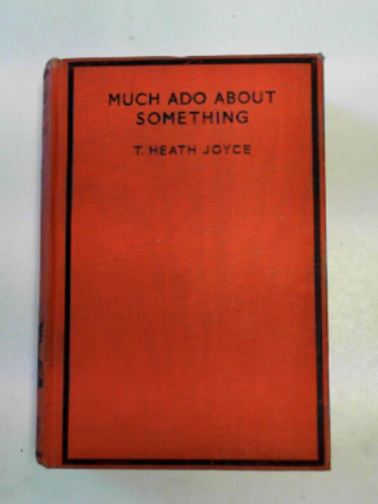 MUCH ADO ABOUT
SOMETHING
T. HEATH JOYCE